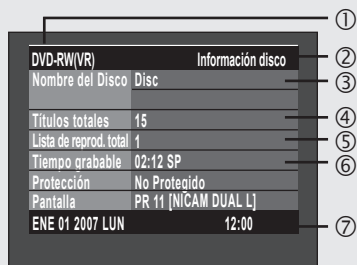 ①
DVD-RW(VR) Información disco ②
Nombre del Disco Disc ③
Títulos totales 15 ④
Lista de reprod. total 1 ⑤
Tiempo grabable 02:12 SP ⑥
Protección No Protegido
Pantalla PR 11 [NICAM DUAL L]
ENE 01 2007 LUN 12:00 ⑦